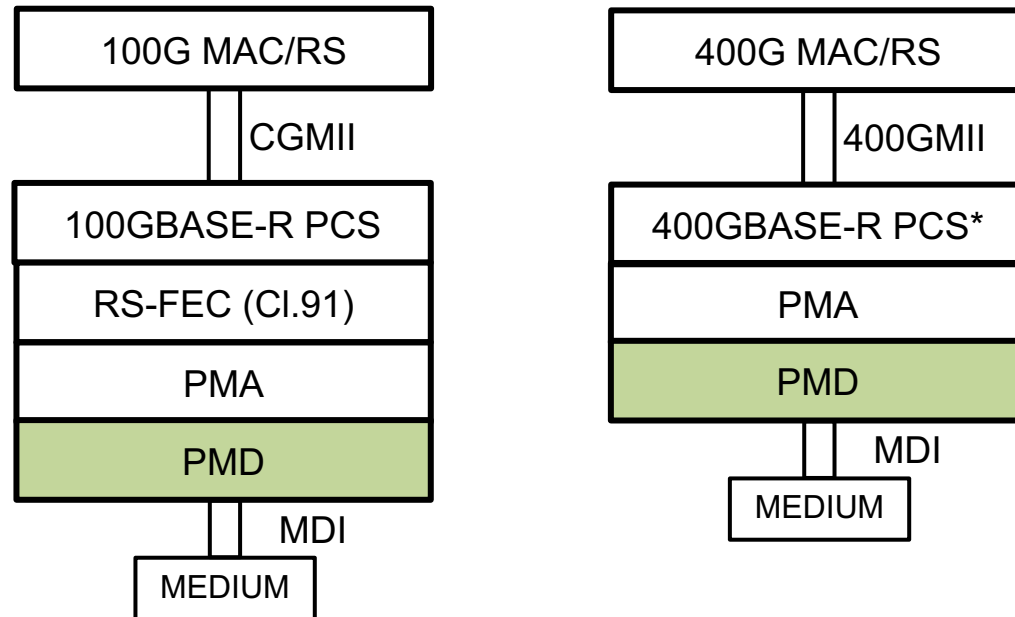 100G MAC/RS
CGMII
100GBASE-R PCS
RS-FEC (Cl.91)
PMA
PMD
MDI
MEDIUM
400G MAC/RS
400GMII
400GBASE-R PCS*
PMA
PMD
MDI
MEDIUM